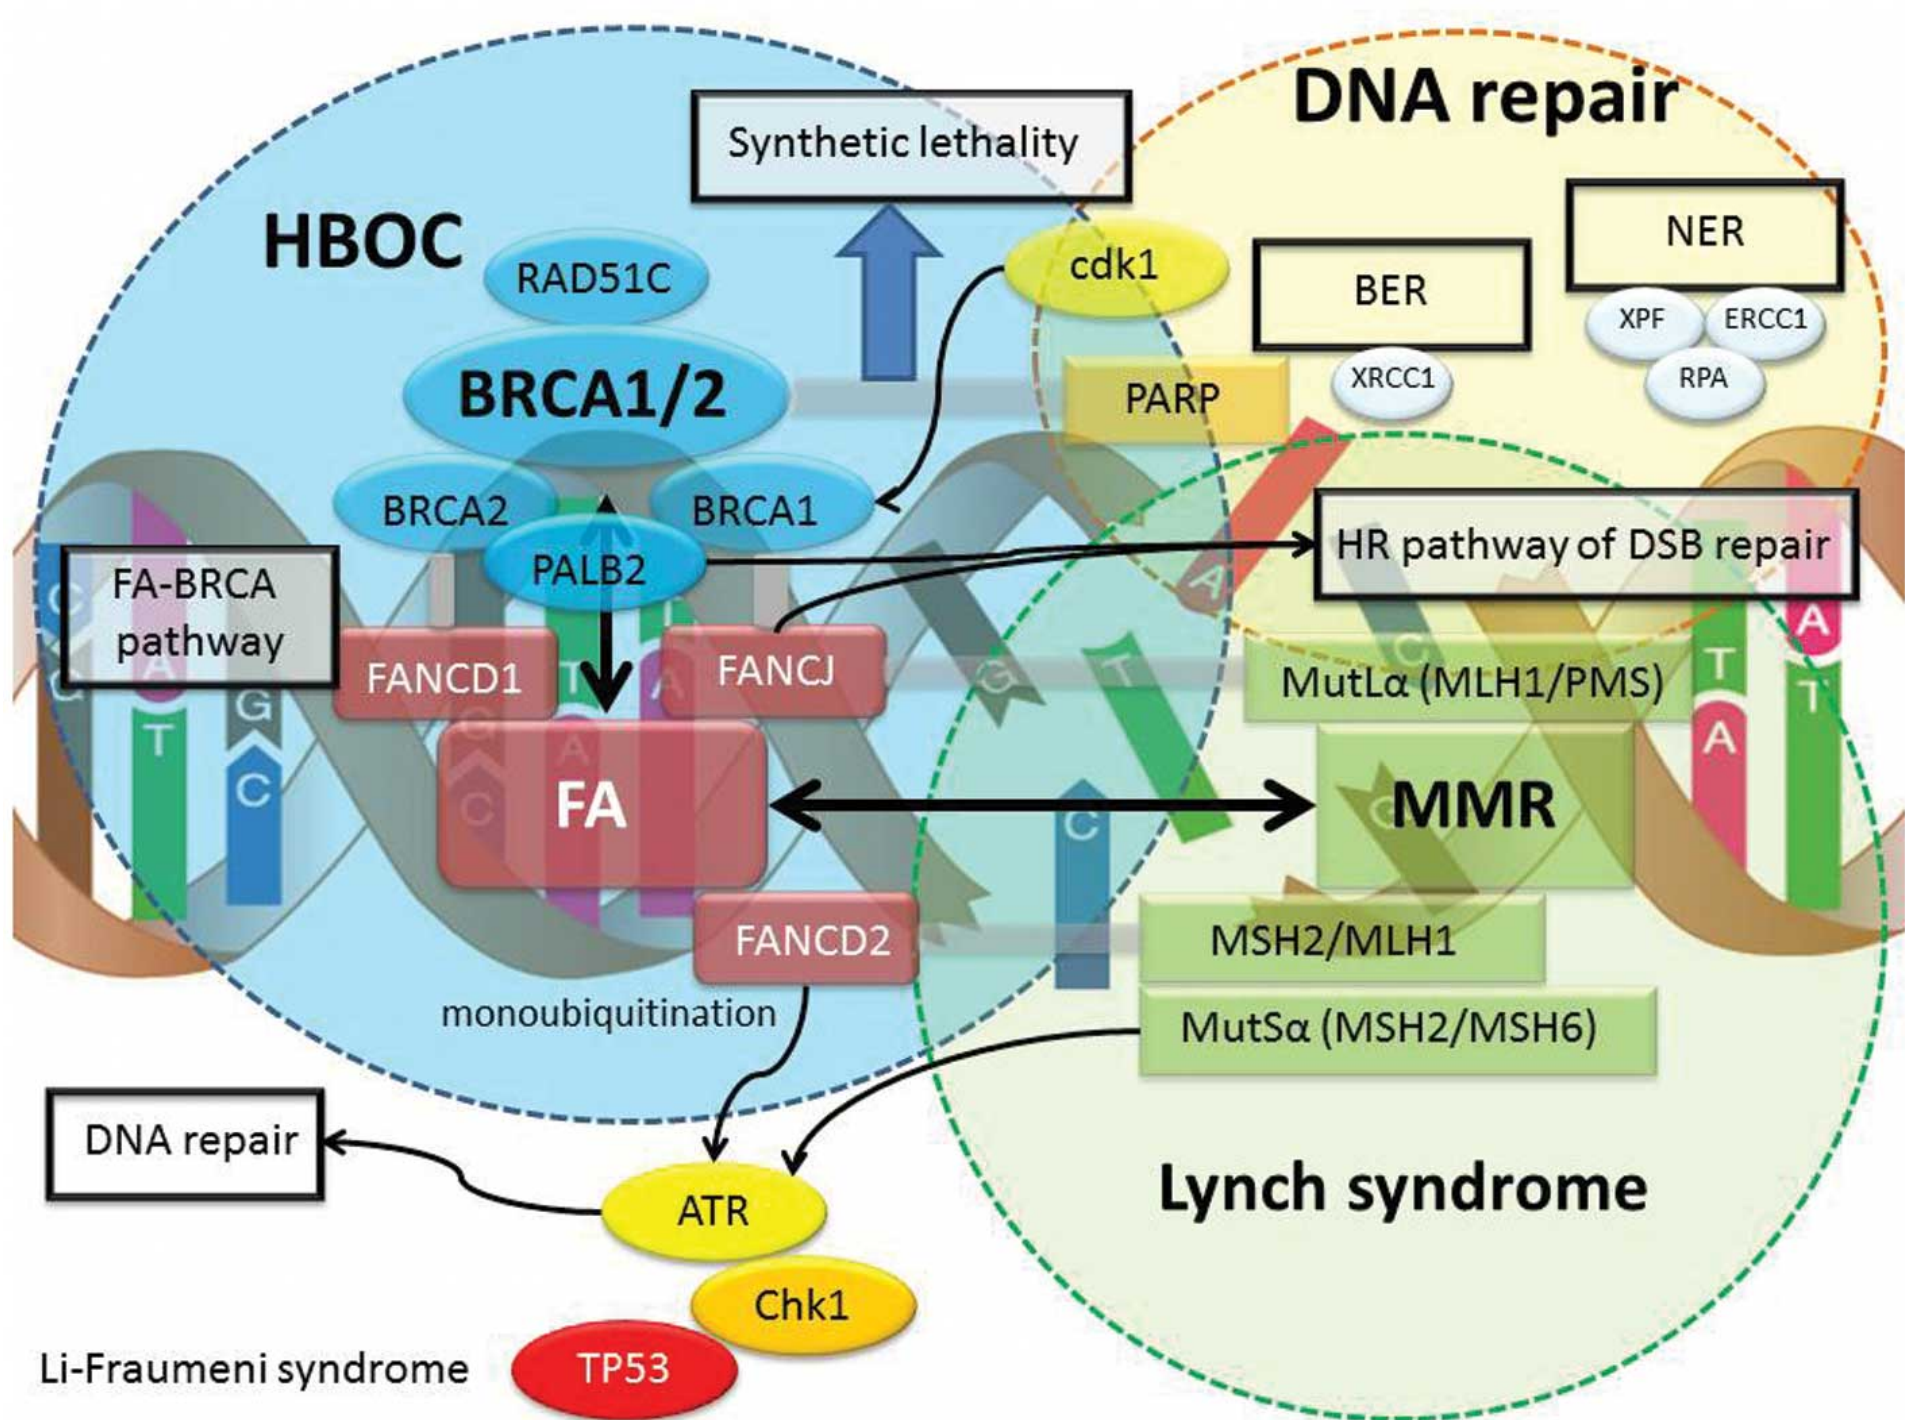 DNA repair
Synthetic lethality
HBOC
NER
RAD51C
cdk1
BER
XPF
ERCC1
BRCA1/2
PARP
XRCC1
RPA
BRCA2
BRCA1
PALB2
HR pathway of DSB repair
FA-BRCA
pathway
FANCD1
FANCJ
MutLα (MLH1/PMS)
FA
MMR
FANCD2
MSH2/MLH1
monoubiquitination
MutSα (MSH2/MSH6)
DNA repair
Lynch syndrome
ATR
Chk1
Li-Fraumeni syndrome
TP53
C
G
A
T
G
C
T
A
G
C
A
A
G
T
C
A
C
G
T
A
A
T